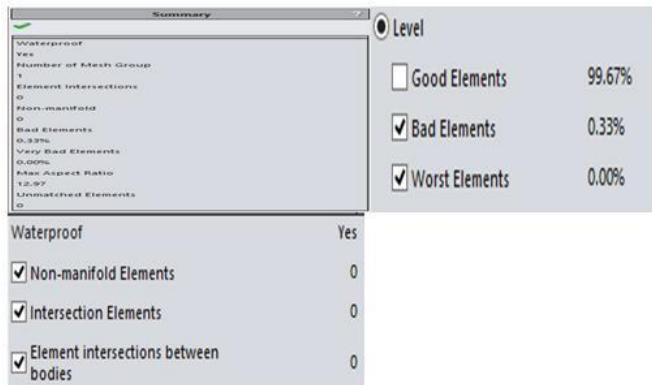 Summary
Waterproof
Yes
Number of Mesh Group
1
Element Intersections
0
Non-manifold
0
Bad Elements
0.33%
Very Bad Elements
0.00%
Max Aspect Ratio
12.97
Unmatched Elements
0
Level
Good Elements 99.67%
Bad Elements 0.33%
Worst Elements 0.00%
Waterproof Yes
Non-manifold Elements 0
Intersection Elements 0
Element intersections between
bodies 0